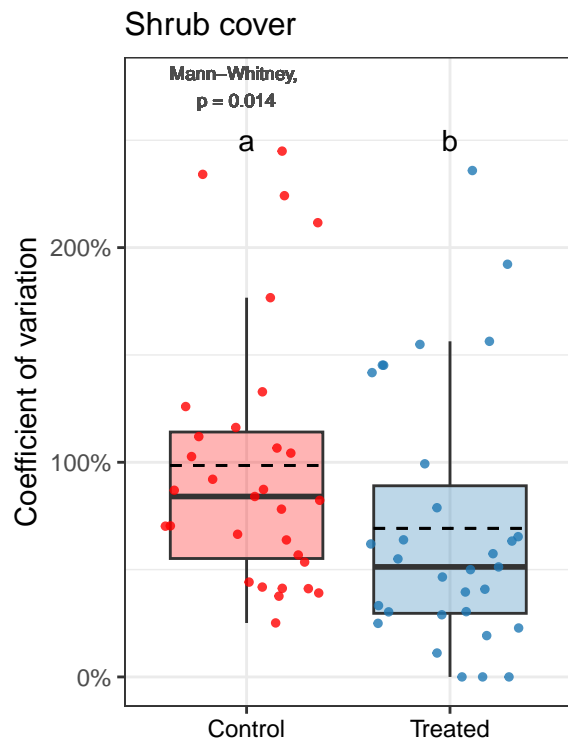 Shrub cover
Mann–Whitney,
p = 0.014
a
b
Coefficient of variation
200%
100%
0%
Control
Treated